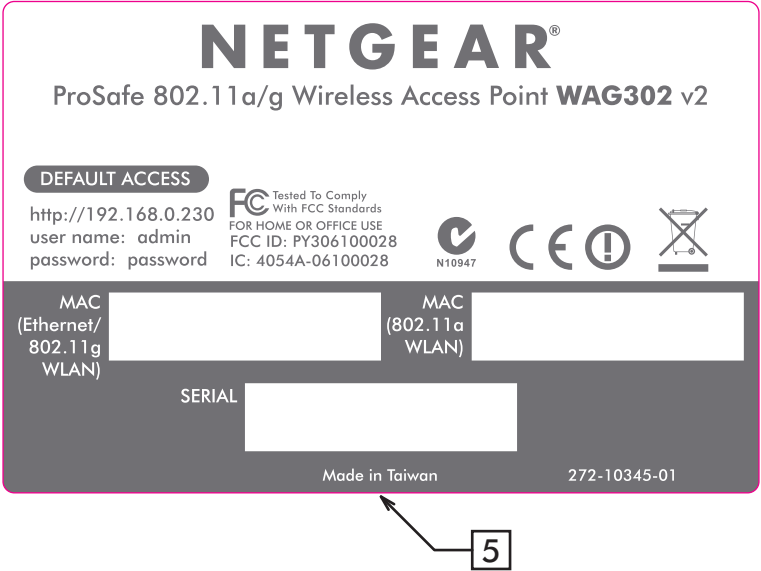 NETGEAR®
ProSafe 802.11a/g Wireless Access Point WAG302 v2
DEFAULT ACCESS
http://192.168.0.230
user name: admin
password: password
FC Tested To Comply
With FCC Standards
FOR HOME OR OFFICE USE
FCC ID: PY306100028
IC: 4054A-06100028
N10947
CE
MAC
(Ethernet/
802.11g
WLAN)
MAC
(802.11a
WLAN)
SERIAL
Made in Taiwan
272-10345-01
5